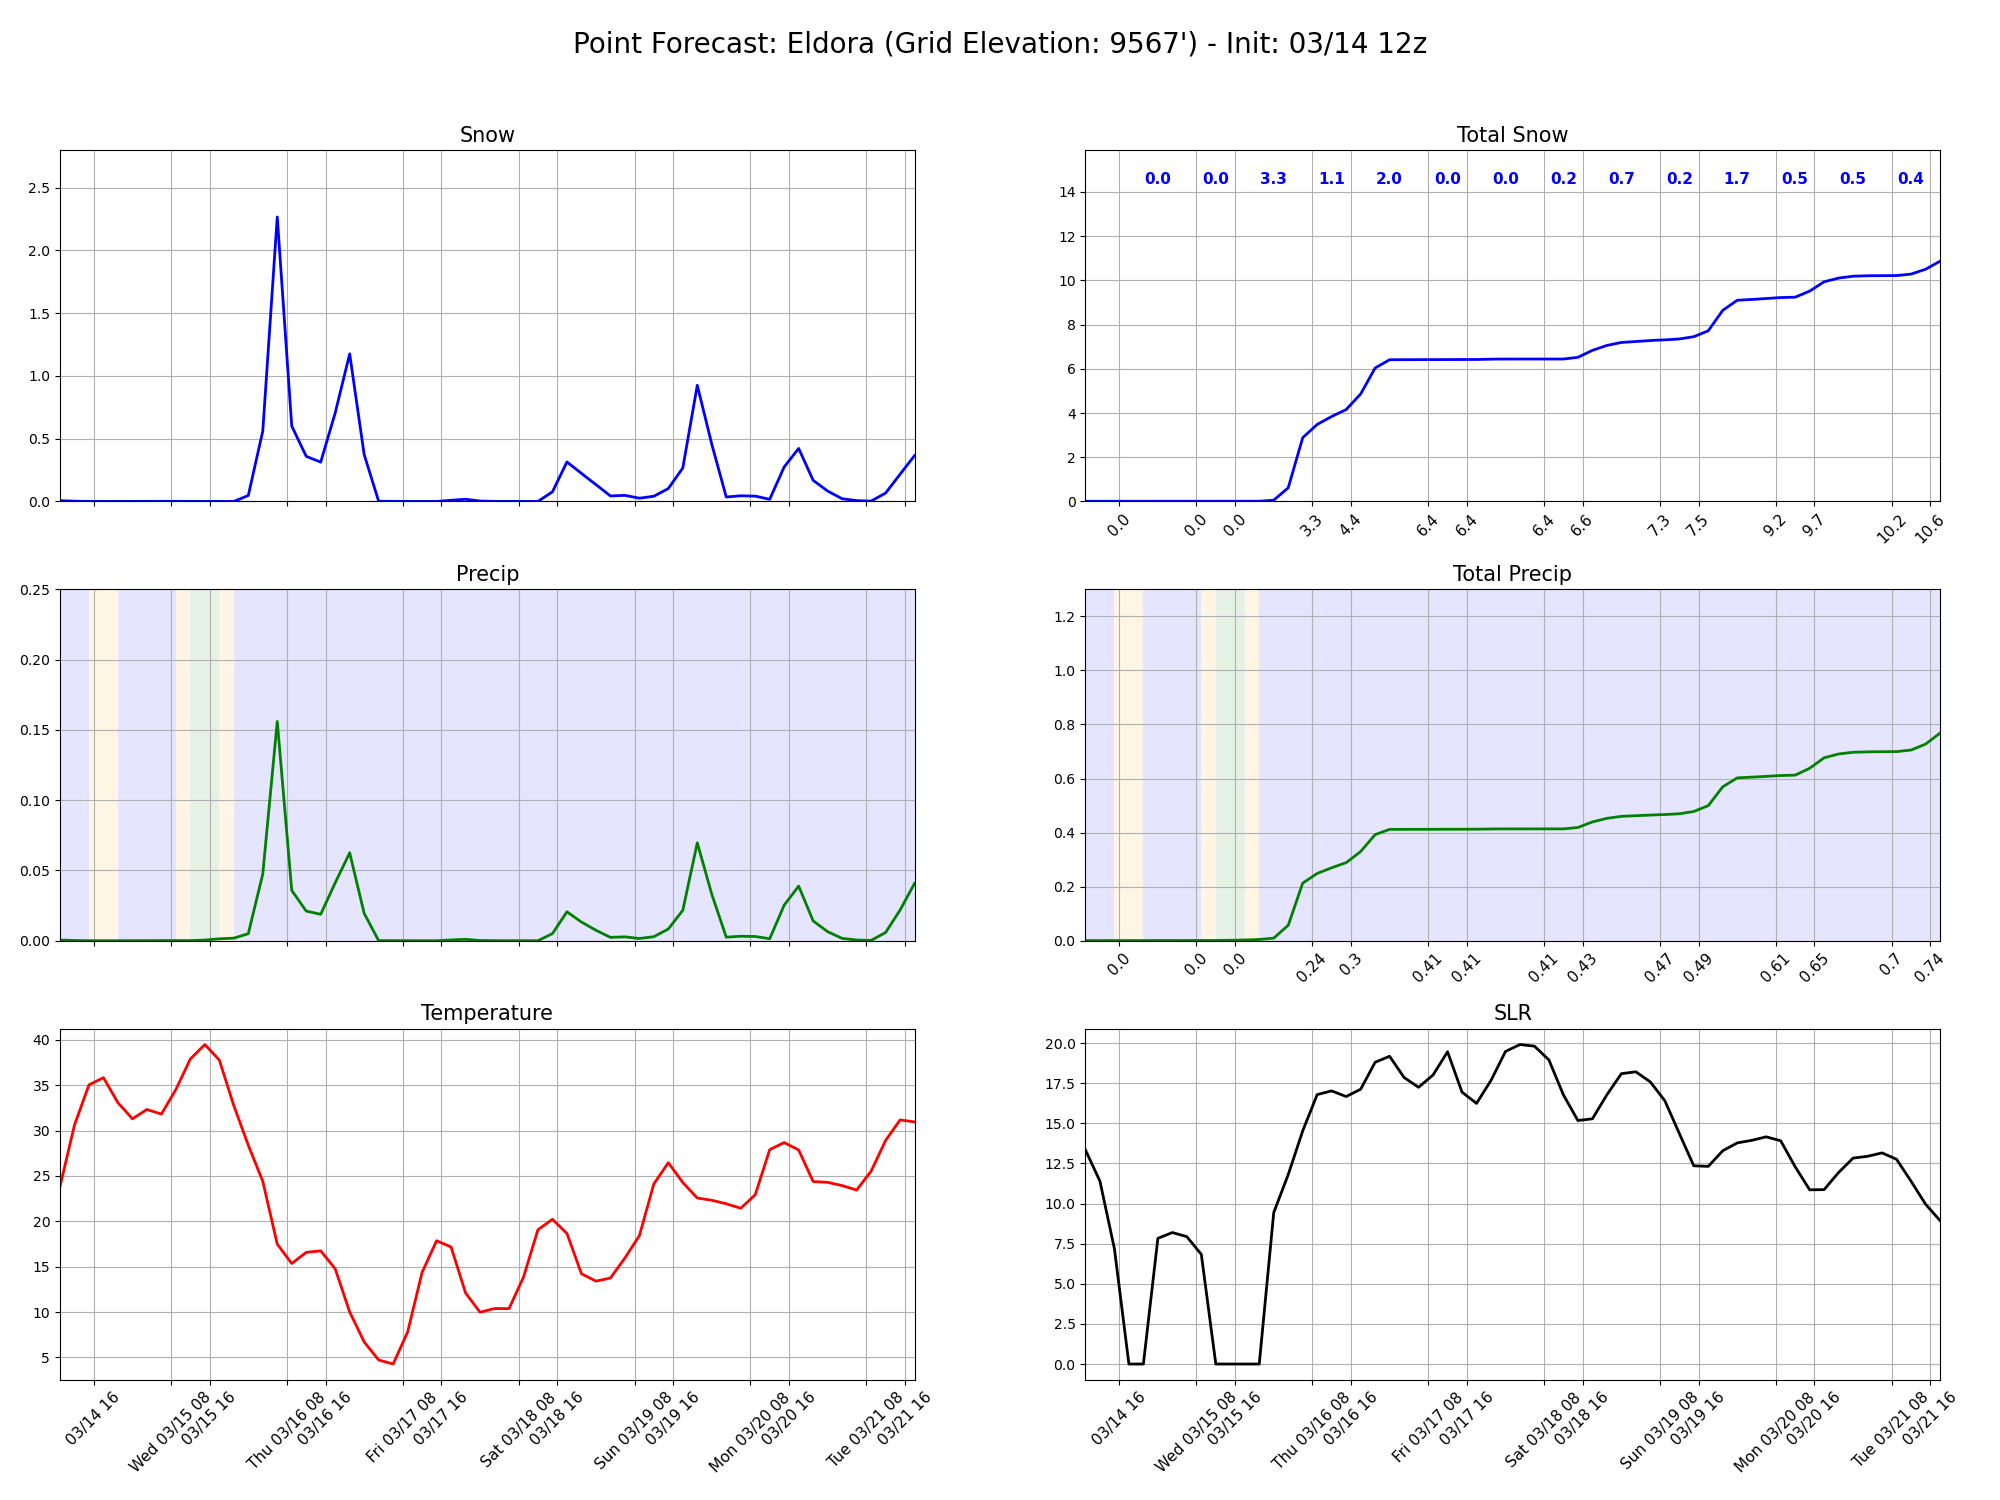 Point Forecast: Eldora (Grid Elevation: 9567') - Init: 03/14 12z
Snow
2.5
2.0
1.5
1.0
0.5
0.0
Total Snow
0.0 0.0 3.3 1.1 2.0 0.0 0.0 0.2 0.7 0.2 1.7 0.5 0.5 0.4
14
12
10
8
6
4
2
0
0.0 0.0 0.0 3.3 4.4 6.4 6.4 6.4 6.6 7.3 7.5 9.2 9.7 10.2 10.6
Precip
0.25
0.20
0.15
0.10
0.05
0.00
Total Precip
1.2
1.0
0.8
0.6
0.4
0.2
0.0
0.0 0.0 0.0 0.24 0.3 0.41 0.41 0.41 0.43 0.47 0.49 0.61 0.65 0.7 0.74
Temperature
40
35
30
25
20
15
10
5
03/14 16
Wed 03/15 08
03/15 16
Thu 03/16 08
03/16 16
Fri 03/17 08
03/17 16
Sat 03/18 08
03/18 16
Sun 03/19 08
03/19 16
Mon 03/20 08
03/20 16
Tue 03/21 08
03/21 16
SLR
20.0
17.5
15.0
12.5
10.0
7.5
5.0
2.5
0.0
03/14 16
Wed 03/15 08
03/15 16
Thu 03/16 08
03/16 16
Fri 03/17 08
03/17 16
Sat 03/18 08
03/18 16
Sun 03/19 08
03/19 16
Mon 03/20 08
03/20 16
Tue 03/21 08
03/21 16